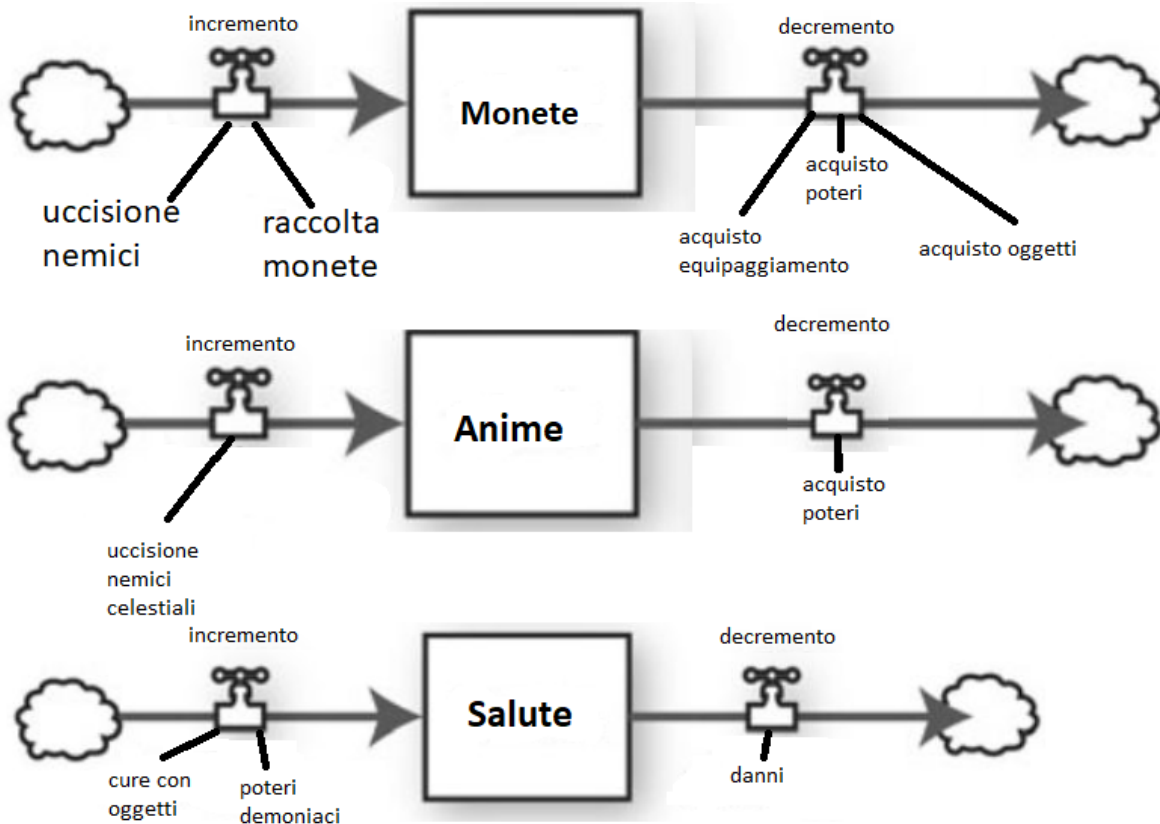 incremento
decremento
Monete
uccisione
nemici
raccolta
monete
acquisto
poteri
acquisto
equipaggiamento
acquisto oggetti
incremento
decremento
Anime
uccisione
nemici
celestiali
acquisto
poteri
incremento
decremento
Salute
cure con
oggetti
poteri
demoniaci
danni